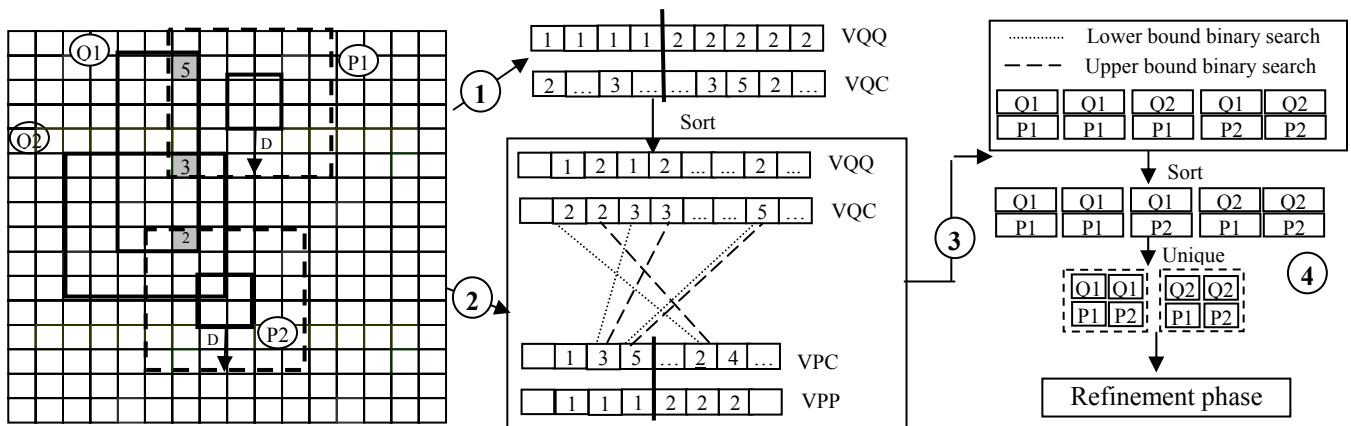 Q1
P1
5
D
Q2
3
2
P2
D
1
2
1 1 1 1 2 2 2 2 2 VQQ
2 … 3 … … 3 5 2 … VQC
Sort
1 2 1 2 ... ... 2 ... VQQ
2 2 3 3 ... ... 5 … VQC
1 3 5 … 2 4 … VPC
1 1 1 2 2 2 VPP
3
Lower bound binary search
Upper bound binary search
Q1 Q1 Q2 Q1 Q2
P1 P1 P1 P2 P2
Sort
Q1 Q1 Q1 Q2 Q2
P1 P1 P2 P1 P2
Unique
4
Q1 Q1 Q2 Q2
P1 P2 P1 P2
Refinement phase